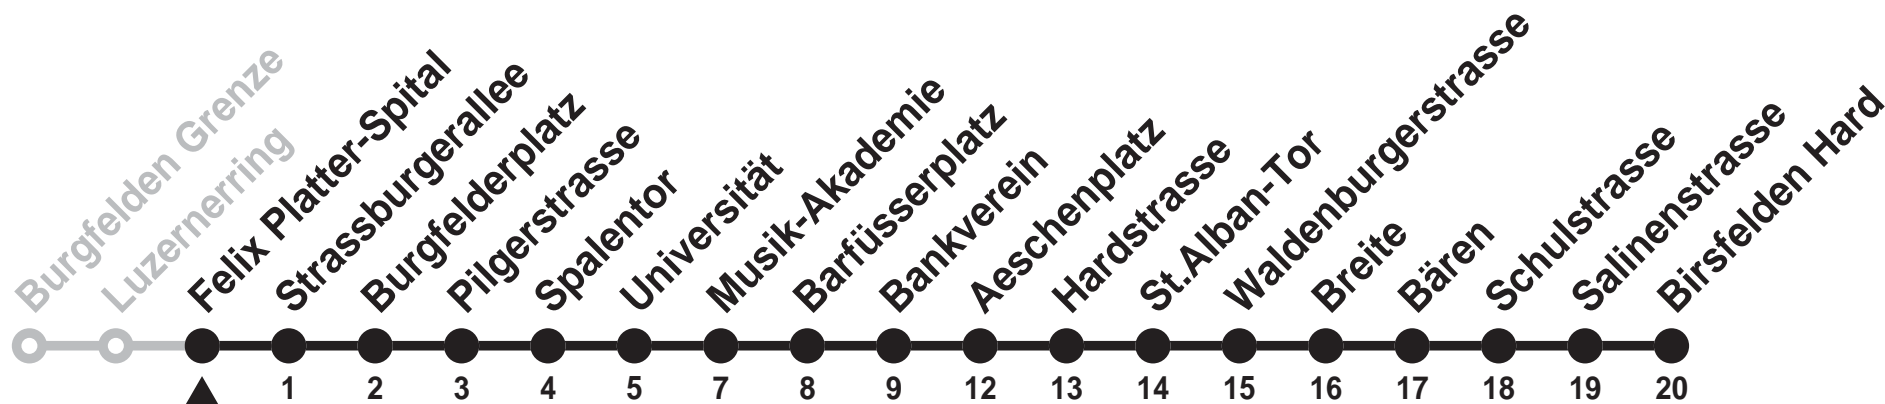 Burgfelden Grenze
Luzernerring
Felix Platter-Spital
Strassburgerallee
Burgfelderplatz
Pilgerstrasse
Spalentor
Universität
Musik-Akademie
Barfüsserplatz
Bankverein
Aeschenplatz
Hardstrasse
St.Alban-Tor
Waldenburgerstrasse
Breite
Bären
Schulstrasse
Salinenstrasse
Birsfelden Hard
1 2 3 4 5 7 8 9 12 13 14 15 16 17 18 19 20